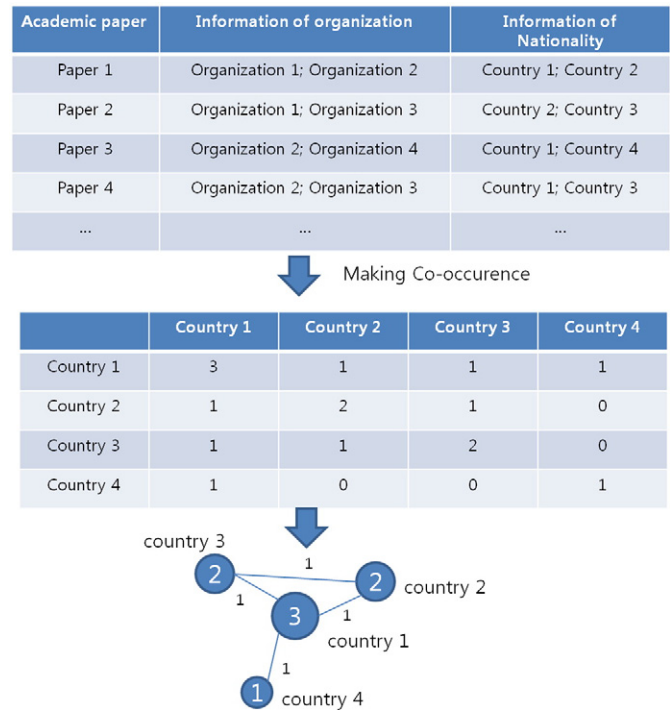 Academic paper Information of organization Information of
Nationality
Paper 1 Organization 1; Organization 2 Country 1; Country 2
Paper 2 Organization 1; Organization 3 Country 2; Country 3
Paper 3 Organization 2; Organization 4 Country 1; Country 4
Paper 4 Organization 2; Organization 3 Country 1; Country 3
... ... ...
Making Co-occurence
Country 1 Country 2 Country 3 Country 4
Country 1 3 1 1 1
Country 2 1 2 1 0
Country 3 1 1 2 0
Country 4 1 0 0 1
country 3
1
2
2
country 2
1
3
1
country 1
1
1
country 4